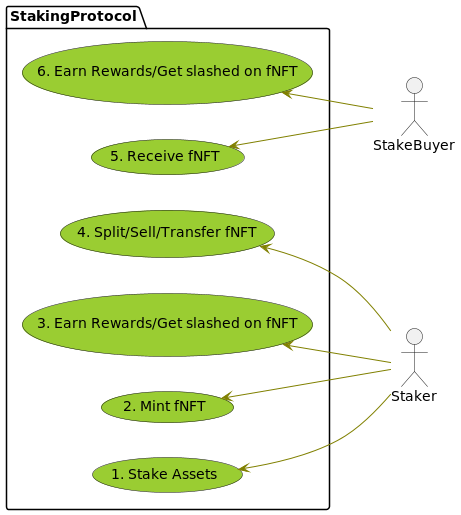 StakingProtocol
6. Earn Rewards/Get slashed on fNFT
StakeBuyer
5. Receive fNFT
4. Split/Sell/Transfer fNFT
3. Earn Rewards/Get slashed on fNFT
Staker
2. Mint fNFT
1. Stake Assets